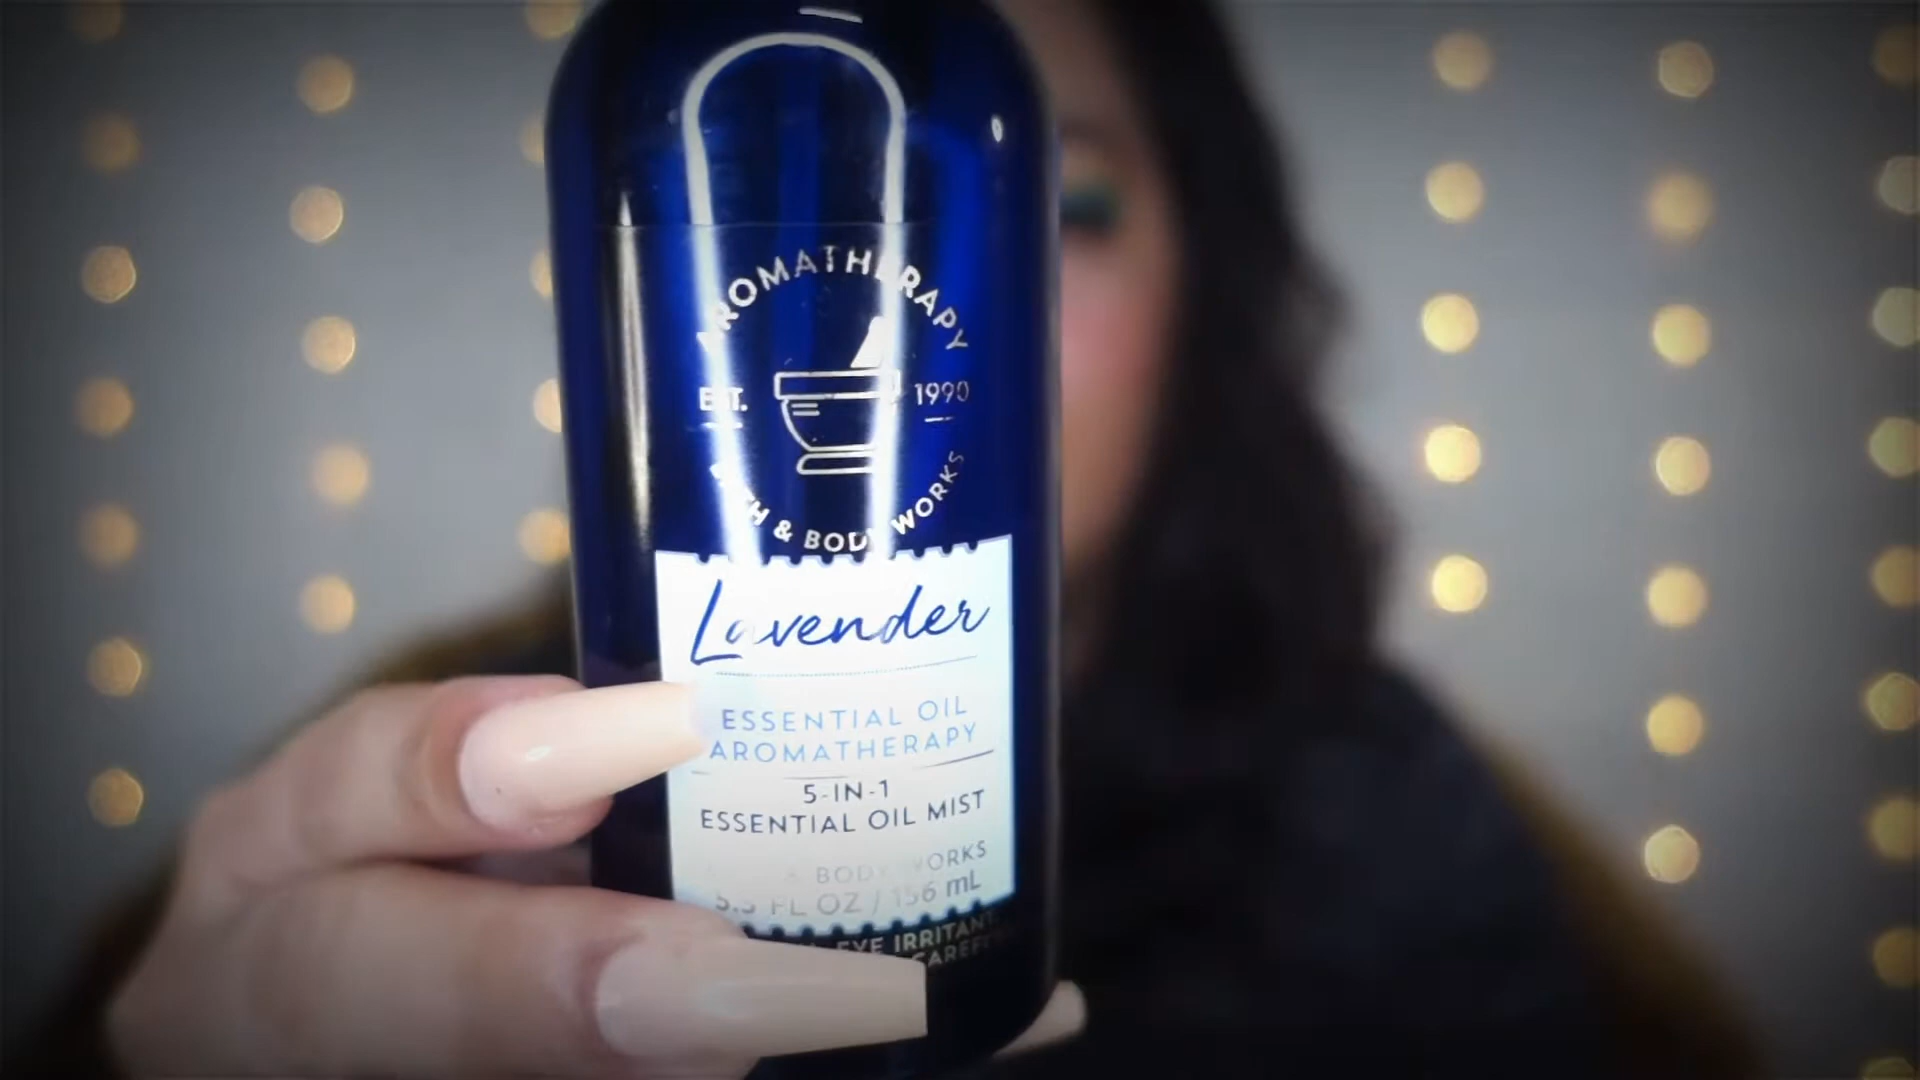 AROMATHERAPY
EST. 1990
& BODY WORKS
Lavender
ESSENTIAL OIL
AROMATHERAPY
5-IN-1
ESSENTIAL OIL MIST
& BODY WORKS
FL OZ / 156 mL
EYE IRRITANT